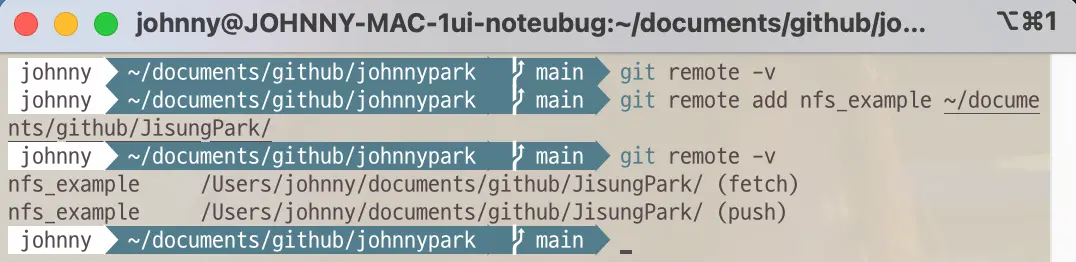 johnny@JOHNNY-MAC-1ui-noteubug:~/documents/github/jo... ⌥⌘1
johnny ~/documents/github/johnnypark main git remote -v
johnny ~/documents/github/johnnypark main git remote add nfs_example ~/docume
nts/github/JisungPark/
johnny ~/documents/github/johnnypark main git remote -v
nfs_example /Users/johnny/documents/github/JisungPark/ (fetch)
nfs_example /Users/johnny/documents/github/JisungPark/ (push)
johnny ~/documents/github/johnnypark main